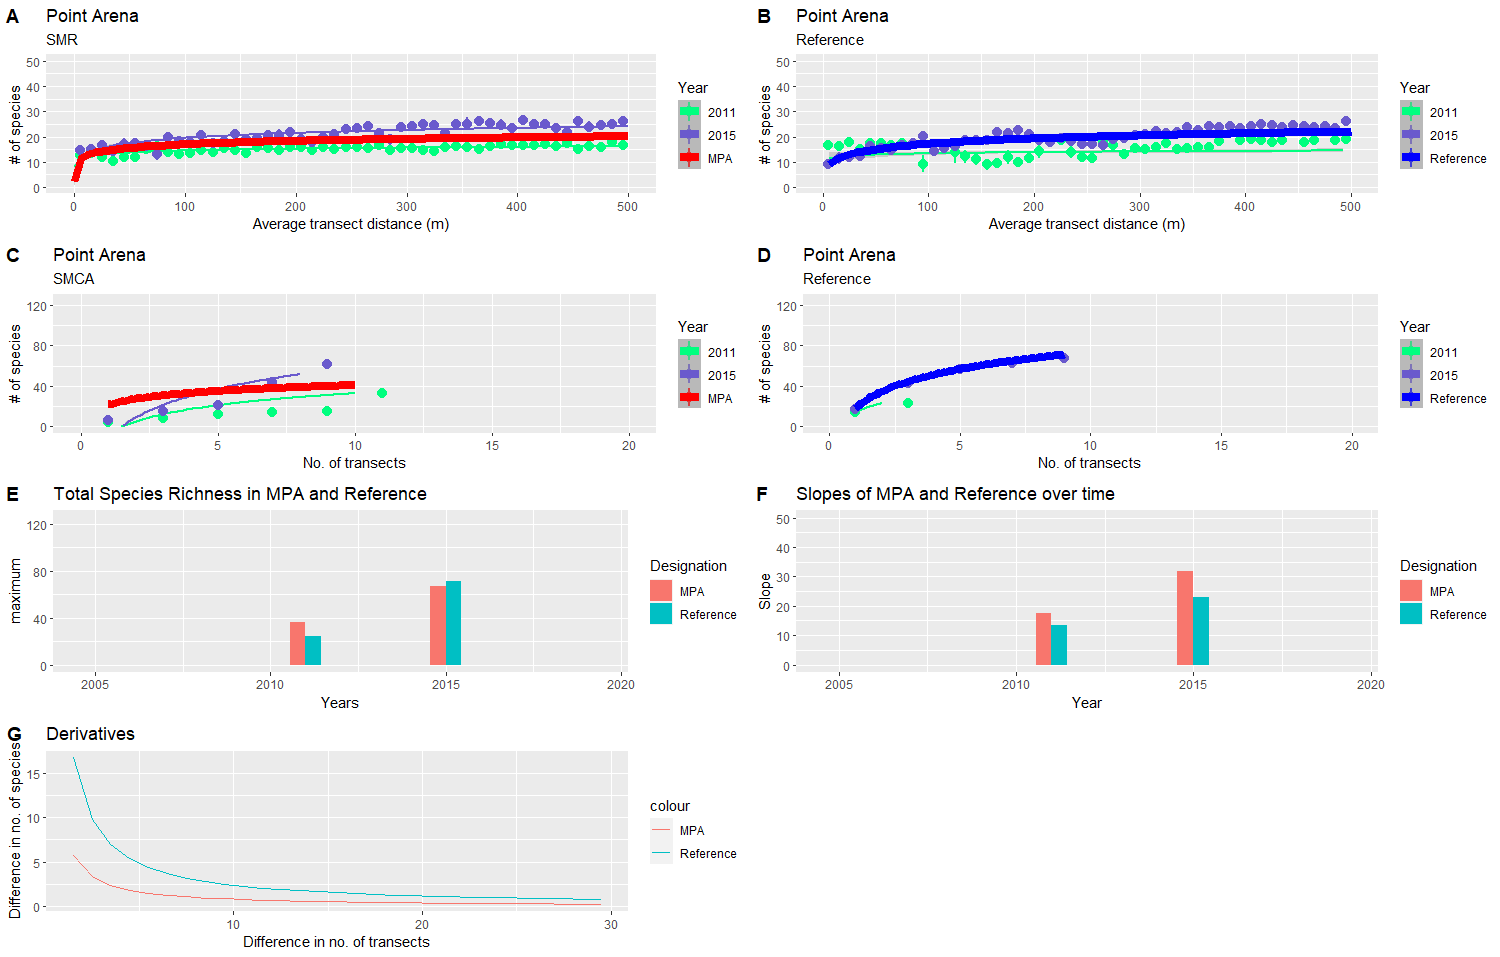 A Point Arena
SMR
# of species
50
40
30
20
10
0
0 100 200 300 400 500
Average transect distance (m)
Year
2011
2015
MPA
B Point Arena
Reference
# of species
50
40
30
20
10
0
0 100 200 300 400 500
Average transect distance (m)
Year
2011
2015
Reference
C Point Arena
SMCA
# of species
120
80
40
0
0 5 10 15 20
No. of transects
Year
2011
2015
MPA
D Point Arena
Reference
# of species
120
80
40
0
0 5 10 15 20
No. of transects
Year
2011
2015
Reference
E Total Species Richness in MPA and Reference
maximum
120
80
40
0
2005 2010 2015 2020
Years
Designation
MPA
Reference
F Slopes of MPA and Reference over time
Slope
50
40
30
20
10
0
2005 2010 2015 2020
Year
Designation
MPA
Reference
G Derivatives
Difference in no. of species
15
10
5
0
10 20 30
Difference in no. of transects
colour
MPA
Reference